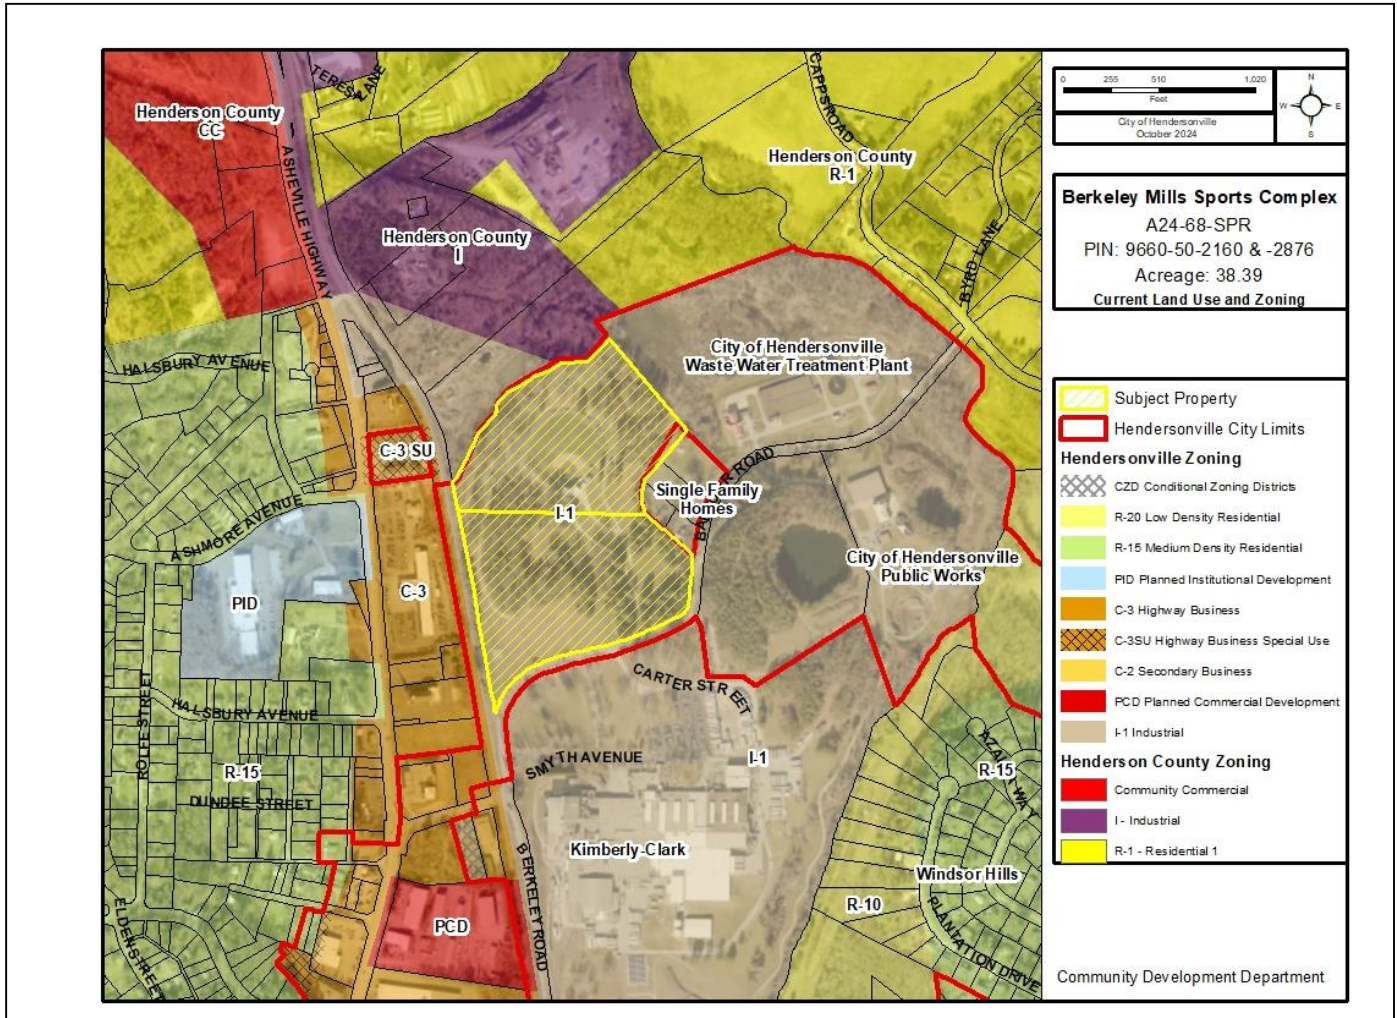 TERESA LANE
Henderson County
CC
ASHEVILLE HIGHWAY
Henderson County
I
CAPPS ROAD
Henderson County
R-1
BYRD LANE
HALSBURY AVENUE
City of Hendersonville
Waste Water Treatment Plant
C-3 SU
Single Family
Homes
ROAD
I-1
ASHMORE AVENUE
City of Hendersonville
Public Works
PID
C-3
CARTER STREET
ROLFE STREET
HALSBURY AVENUE
SMYTH AVENUE
I-1
R-15
R-15
DUNDEE STREET
Kimberly-Clark
BERKELEY ROAD
Windsor Hills
R-10
PCD
PLANTATION DRIVE
ELDEN STREET
0 255 510 1,020
Feet
City of Hendersonville
October 2024
N
W E
S
Berkeley Mills Sports Complex
A24-68-SPR
PIN: 9660-50-2160 & -2876
Acreage: 38.39
Current Land Use and Zoning
Subject Property
Hendersonville City Limits
Hendersonville Zoning
CZD Conditional Zoning Districts
R-20 Low Density Residential
R-15 Medium Density Residential
PID Planned Institutional Development
C-3 Highway Business
C-3SU Highway Business Special Use
C-2 Secondary Business
PCD Planned Commercial Development
I-1 Industrial
Henderson County Zoning
Community Commercial
I - Industrial
R-1 - Residential 1
Community Development Department